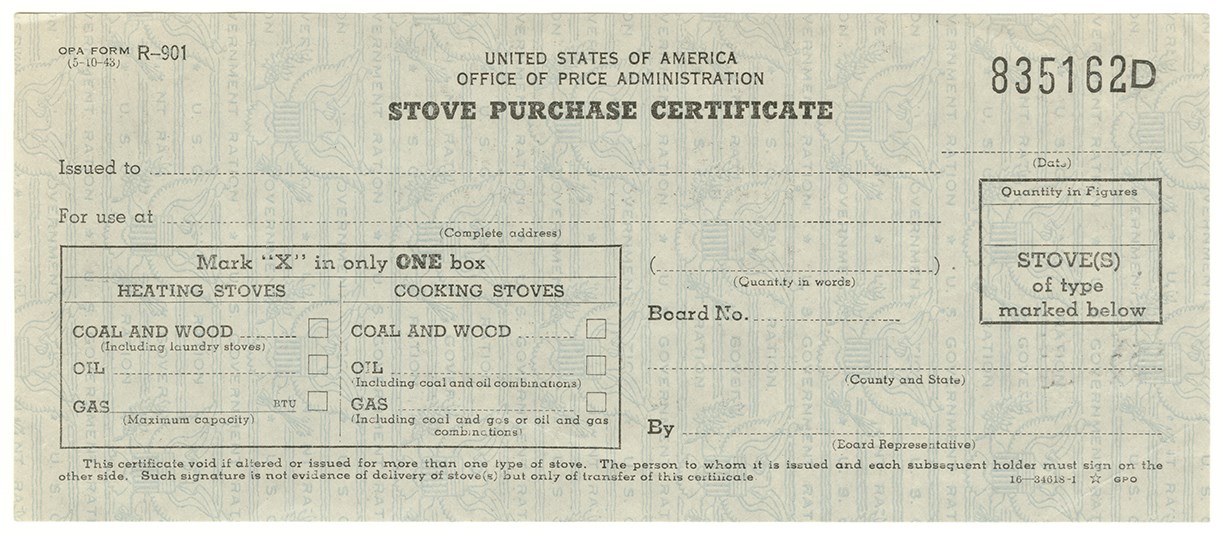 OPA FORM R-901
(5-10-43)
UNITED STATES OF AMERICA
OFFICE OF PRICE ADMINISTRATION
STOVE PURCHASE CERTIFICATE
835162D
(Date)
Issued to
For use at
(Complete address)
Quantity in Figures
STOVE(S)
of type
marked below
Mark "X" in only ONE box
HEATING STOVES
COAL AND WOOD
(Including laundry stoves)
OIL
GAS BTU
(Maximum capacity)
COOKING STOVES
COAL AND WOOD
OIL
(Including coal and oil combinations)
GAS
(Including coal and gas or oil and gas
combinations)
( )
(Quantity in words)
Board No.
(County and State)
By
(Board Representative)
This certificate void if altered or issued for more than one type of stove. The person to whom it is issued and each subsequent holder must sign on the
other side. Such signature is not evidence of delivery of stove(s) but only of transfer of this certificate
16—34618-1 ☆ GPO